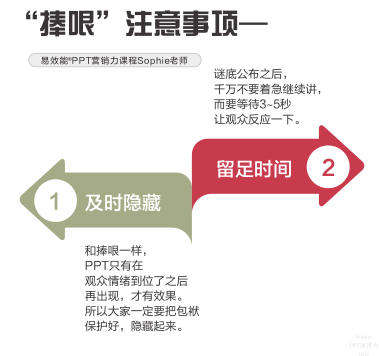 “捧哏”注意事项—
易效能®PPT营销力课程Sophie老师
谜底公布之后，
千万不要着急继续讲，
而要等待3~5秒
让观众反应一下。
留足时间 2
1 及时隐藏
和捧哏一样，
PPT只有在
观众情绪到位了之后
再出现，才有效果。
所以大家一定要把包袱
保护好，隐藏起来。